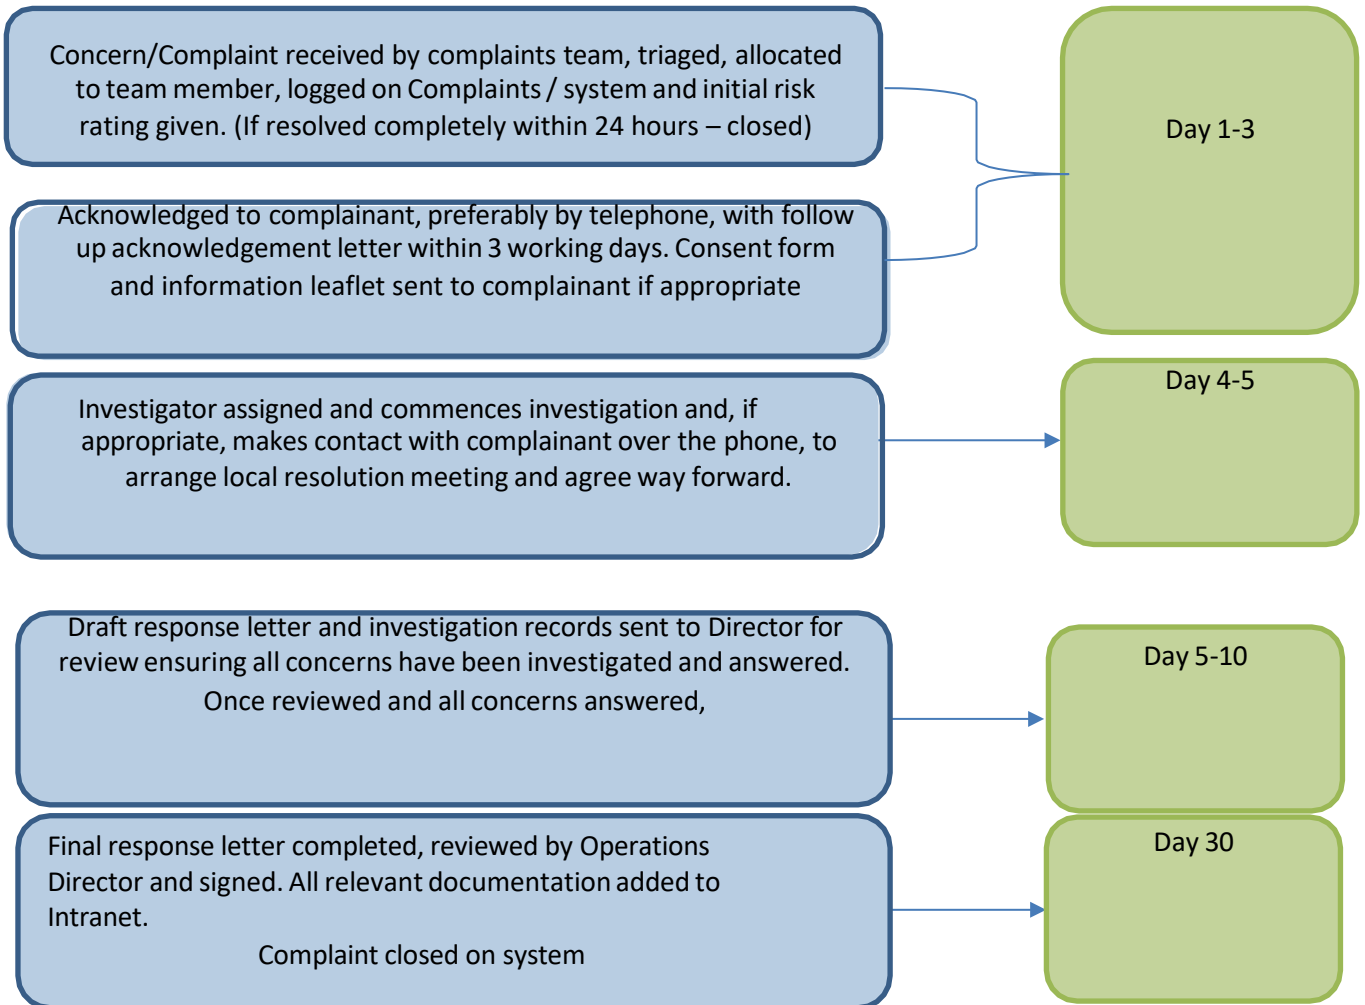 Concern/Complaint received by complaints team, triaged, allocated
to team member, logged on Complaints / system and initial risk
rating given. (If resolved completely within 24 hours – closed)
Day 1-3
Acknowledged to complainant, preferably by telephone, with follow
up acknowledgement letter within 3 working days. Consent form
and information leaflet sent to complainant if appropriate
Investigator assigned and commences investigation and, if
appropriate, makes contact with complainant over the phone, to
arrange local resolution meeting and agree way forward.
Day 4-5
Draft response letter and investigation records sent to Director for
review ensuring all concerns have been investigated and answered.
Once reviewed and all concerns answered,
Day 5-10
Final response letter completed, reviewed by Operations
Director and signed. All relevant documentation added to
Intranet.
Complaint closed on system
Day 30